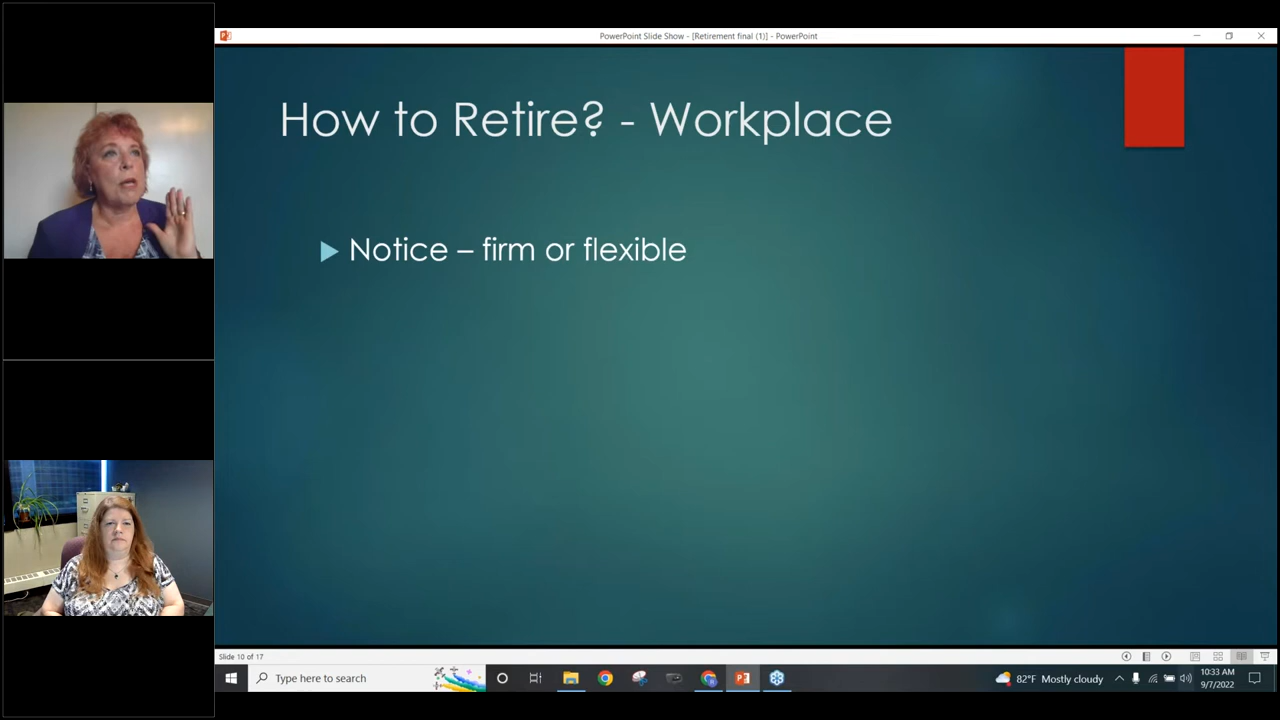 PowerPoint Slide Show - [Retirement final (1)] - PowerPoint
How to Retire? - Workplace
Notice – firm or flexible
Slide 10 of 17
Type here to search
82°F Mostly cloudy
10:33 AM
9/7/2022